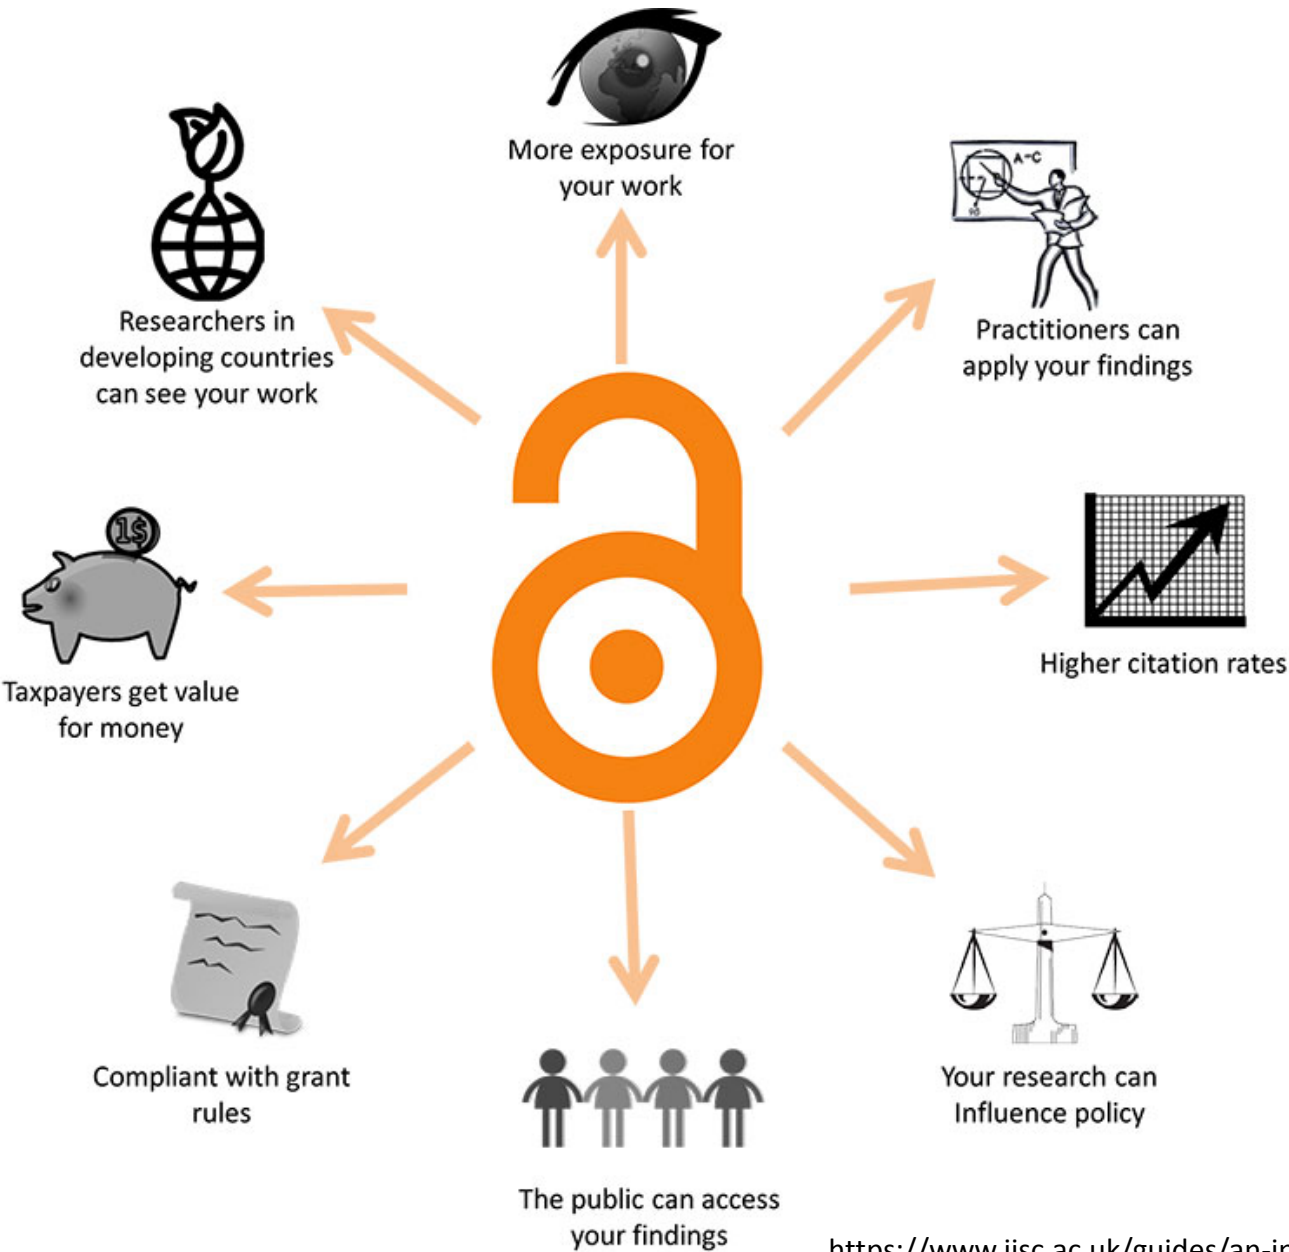 More exposure for
your work
A-C
90
Practitioners can
apply your findings
Researchers in
developing countries
can see your work
1$
Higher citation rates
Taxpayers get value
for money
Compliant with grant
rules
Your research can
Influence policy
The public can access
your findings